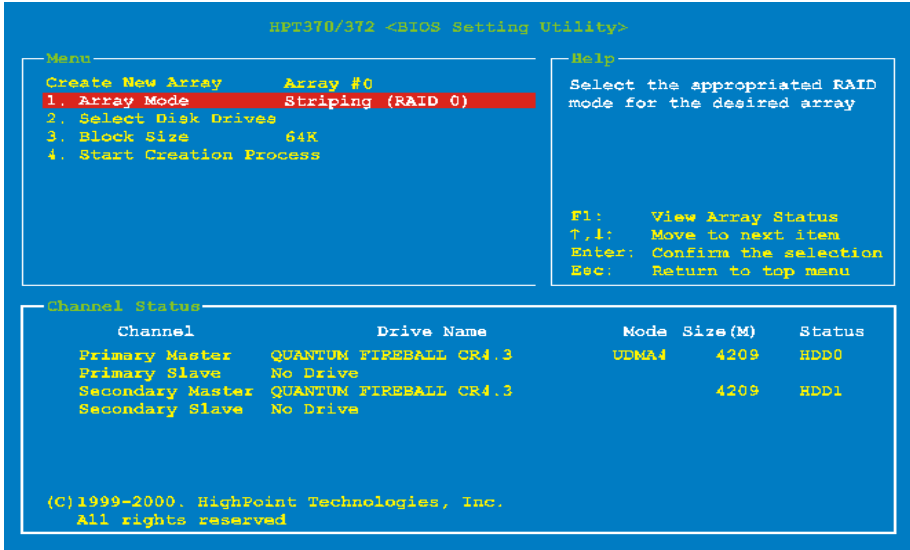 HPT370/372 <BIOS Setting Utility>
Menu
Create New Array Array #0
1. Array Mode Striping (RAID 0)
2. Select Disk Drives
3. Block Size 64K
4. Start Creation Process
Help
Select the appropriated RAID
mode for the desired array
F1: View Array Status
↑,↓: Move to next item
Enter: Confirm the selection
Esc: Return to top menu
Channel Status
Channel Drive Name Mode Size(M) Status
Primary Master QUANTUM FIREBALL CR4.3 UDMA4 4209 HDD0
Primary Slave No Drive
Secondary Master QUANTUM FIREBALL CR4.3 4209 HDD1
Secondary Slave No Drive
(C)1999-2000. HighPoint Technologies, Inc.
All rights reserved